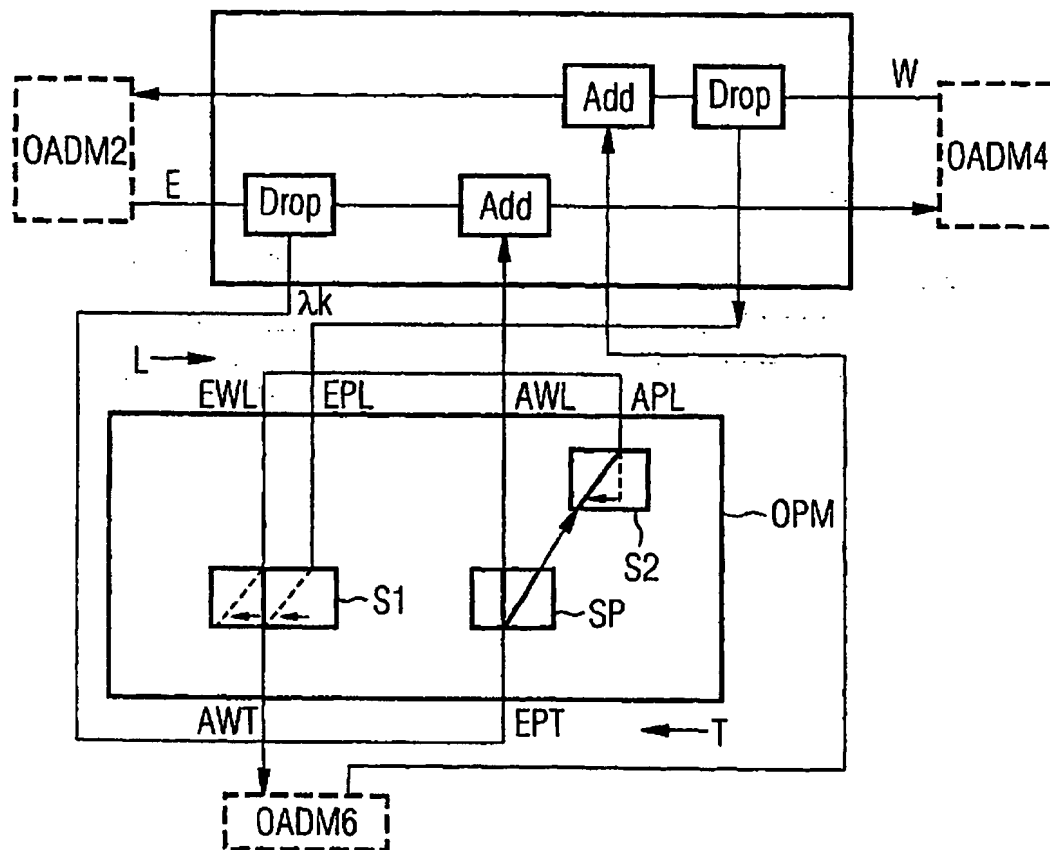 Add
Drop
W
OADM2
OADM4
E
Drop
Add
λk
L
EWL
EPL
AWL
APL
OPM
S2
S1
SP
AWT
EPT
T
OADM6